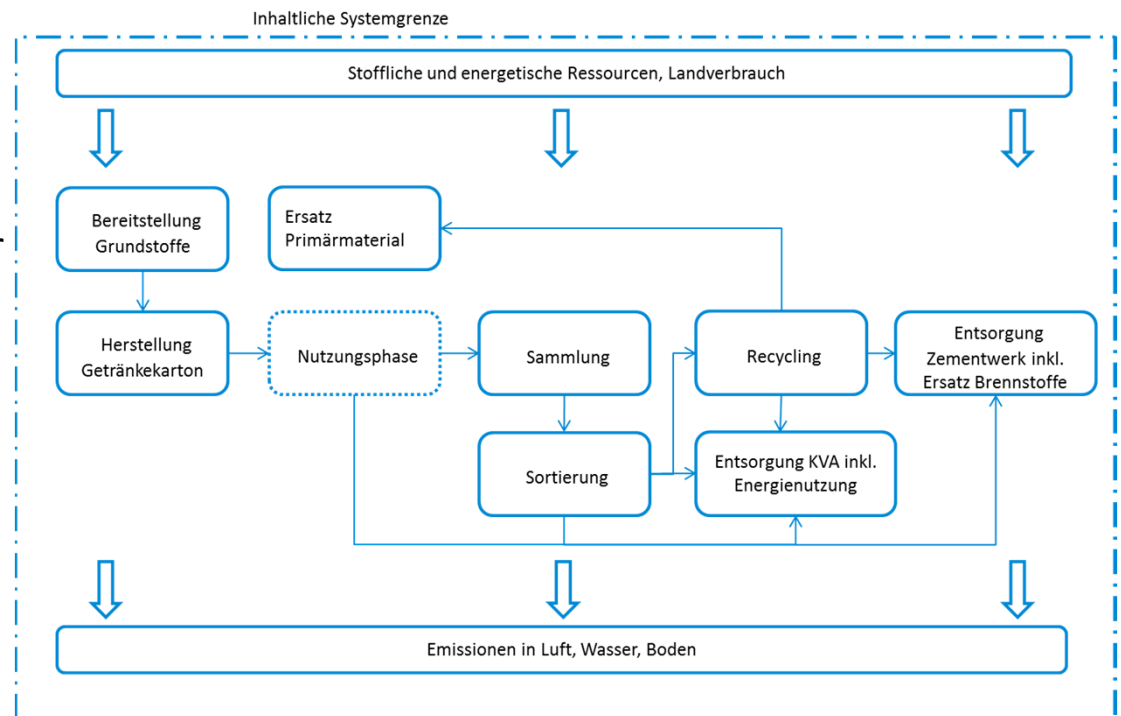 Inhaltliche Systemgrenze
Stoffliche und energetische Ressourcen, Landverbrauch
Bereitstellung
Grundstoffe
Ersatz
Primärmaterial
Herstellung
Getränkekarton
Nutzungsphase
Sammlung
Recycling
Entsorgung
Zementwerk inkl.
Ersatz Brennstoffe
Sortierung
Entsorgung KVA inkl.
Energienutzung
Emissionen in Luft, Wasser, Boden